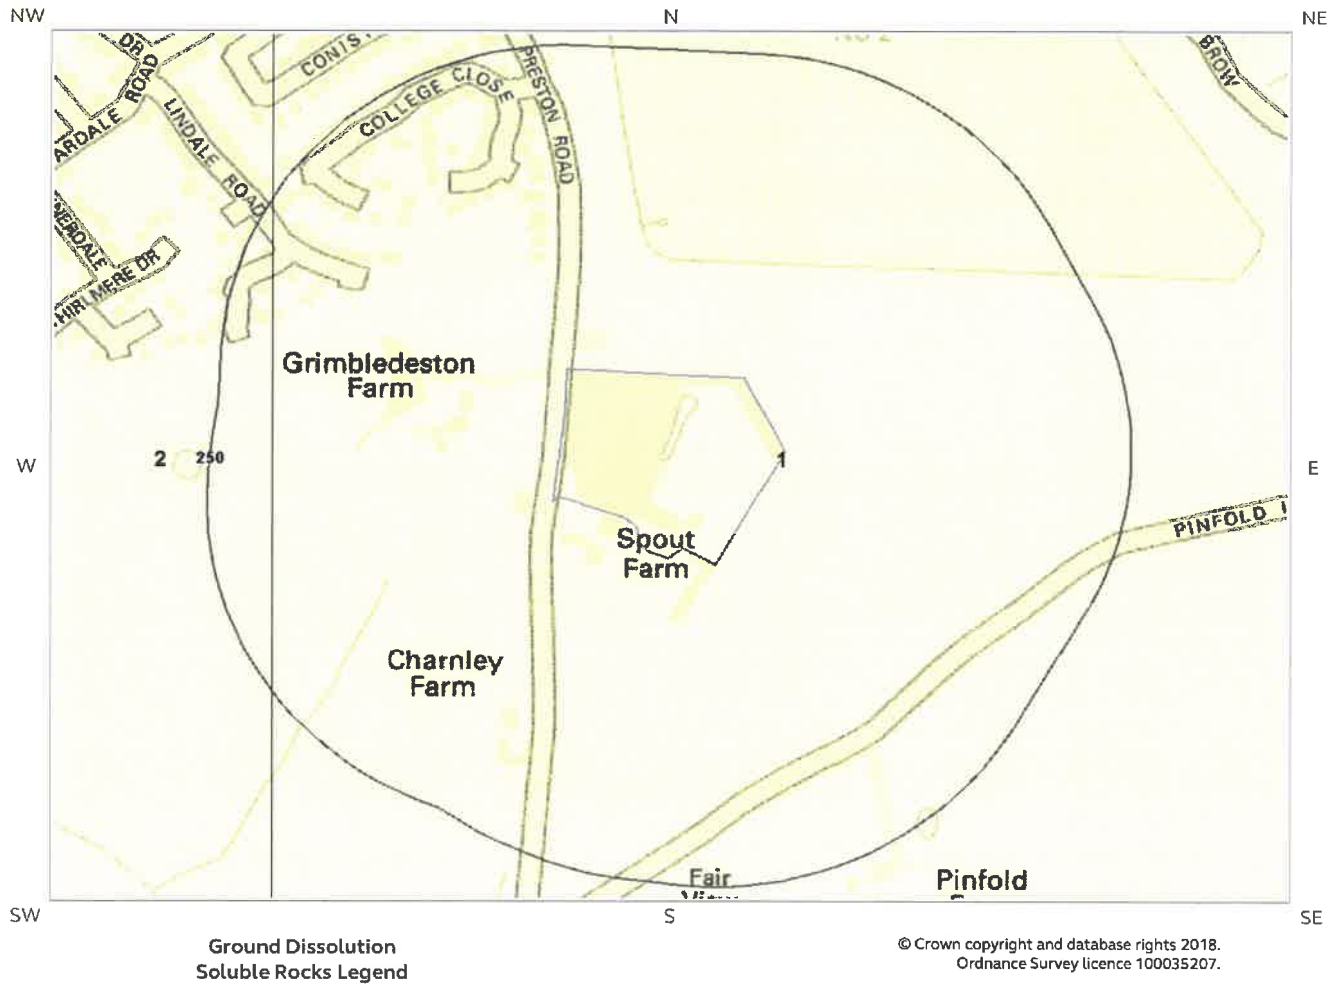 NW
N
NE
DR
CONIS
ARDALE ROAD
LINDALE ROAD
COLLEGE CLOSE
PRESTON ROAD
BROW
NERDALE
HIRLMERE DR
Grimbledeston
Farm
W
2
250
1
E
PINFOLD
Spout
Farm
Charnley
Farm
Fair
Pinfold
SW
S
SE
Ground Dissolution
Soluble Rocks Legend
© Crown copyright and database rights 2018.
Ordnance Survey licence 100035207.